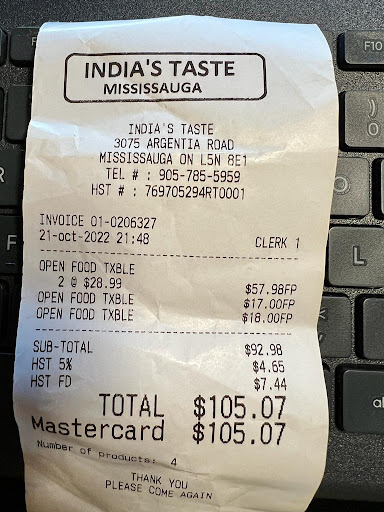 INDIA'S TASTE
MISSISSAUGA
INDIA'S TASTE
3075 ARGENTIA ROAD
MISSISSAUGA ON L5N 8E1
TEL # : 905-785-5959
HST # : 769705294RT0001
INVOICE 01-0206327
21-oct-2022 21:48 CLERK 1
OPEN FOOD TXBLE
2 @ $28.99 $57.98FP
OPEN FOOD TXBLE $17.00FP
OPEN FOOD TXBLE $18.00FP
SUB-TOTAL $92.98
HST 5% $4.65
HST FD $7.44
TOTAL $105.07
Mastercard $105.07
Number of products: 4
THANK YOU
PLEASE COME AGAIN
F10
L